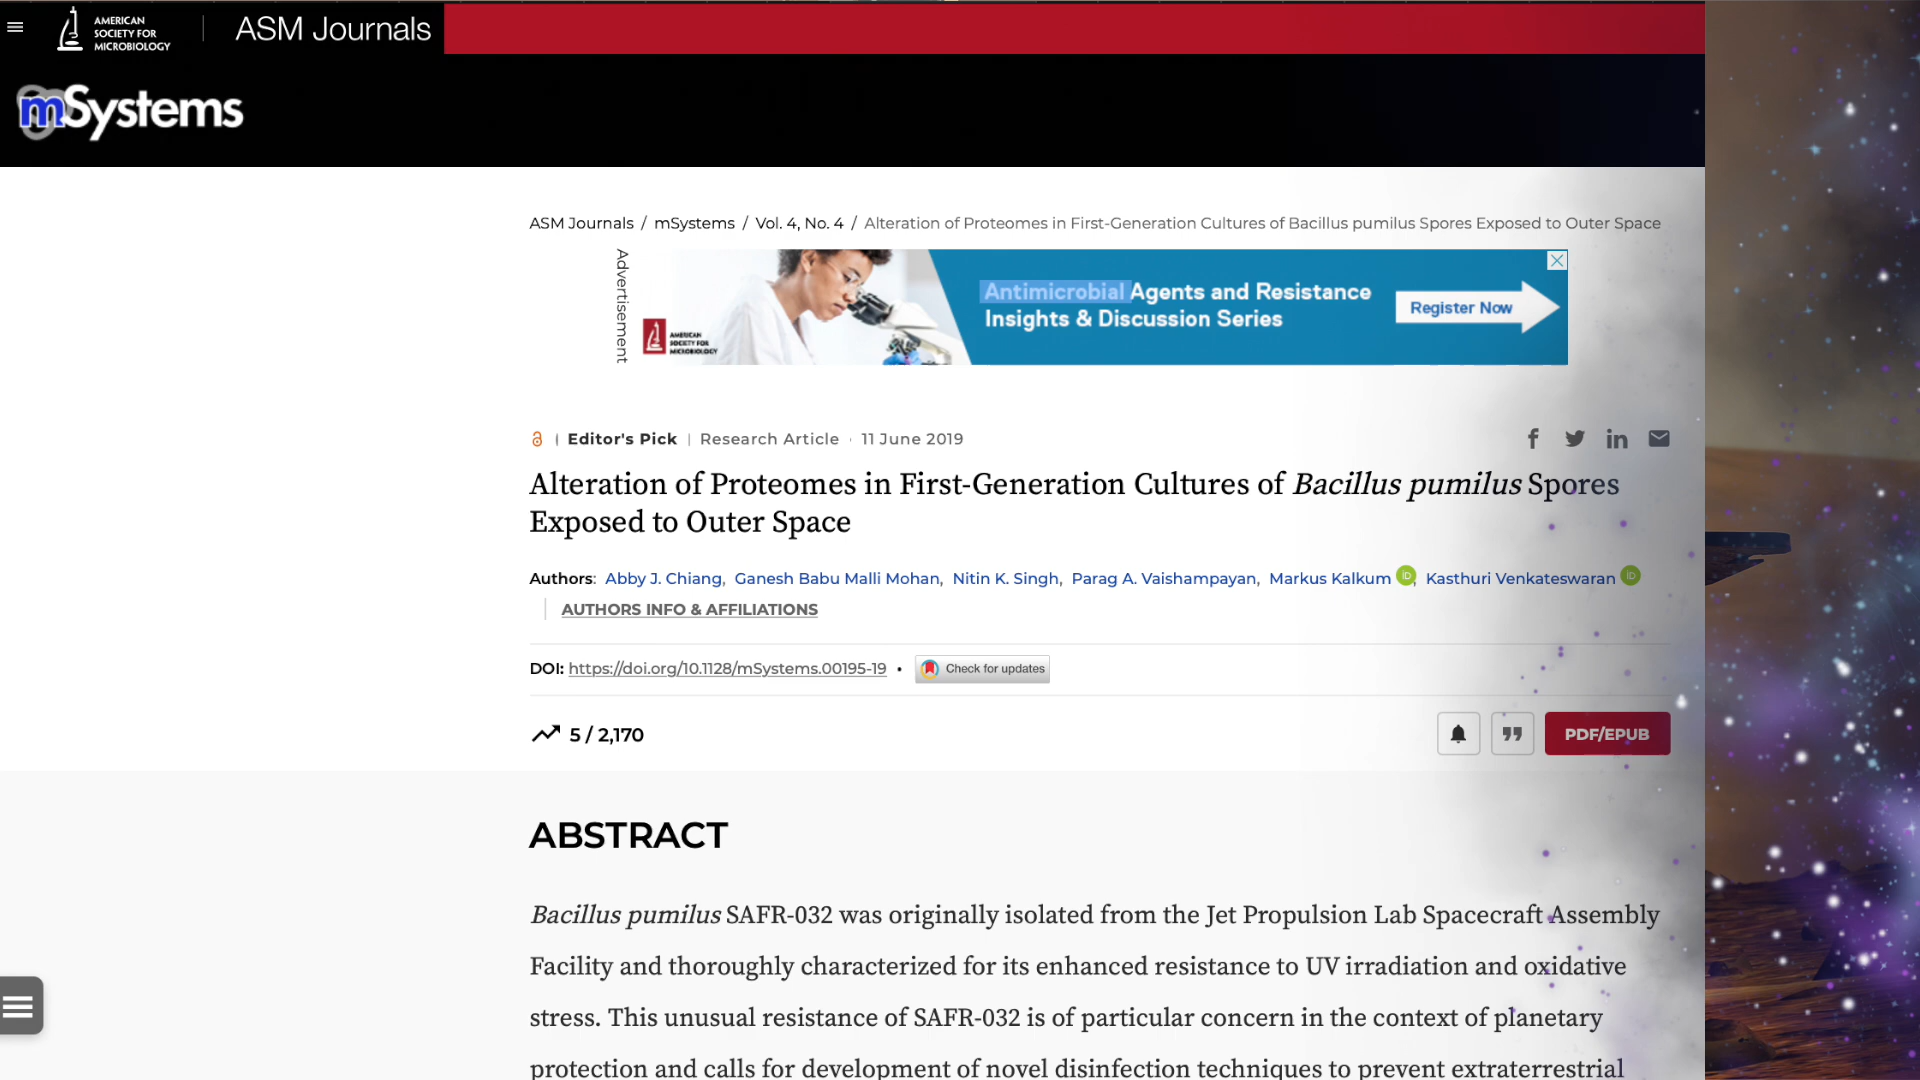 AMERICAN
SOCIETY FOR
MICROBIOLOGY
ASM Journals
mSystems
ASM Journals / mSystems / Vol. 4, No. 4 / Alteration of Proteomes in First-Generation Cultures of Bacillus pumilus Spores Exposed to Outer Space
Advertisement
AMERICAN
SOCIETY FOR
MICROBIOLOGY
Antimicrobial Agents and Resistance
Insights & Discussion Series
Register Now
Editor's Pick | Research Article · 11 June 2019
Alteration of Proteomes in First-Generation Cultures of Bacillus pumilus Spores
Exposed to Outer Space
Authors: Abby J. Chiang, Ganesh Babu Malli Mohan, Nitin K. Singh, Parag A. Vaishampayan, Markus Kalkum iD, Kasthuri Venkateswaran iD
AUTHORS INFO & AFFILIATIONS
DOI: https://doi.org/10.1128/mSystems.00195-19 • Check for updates
5 / 2,170
PDF/EPUB
ABSTRACT
Bacillus pumilus SAFR-032 was originally isolated from the Jet Propulsion Lab Spacecraft Assembly
Facility and thoroughly characterized for its enhanced resistance to UV irradiation and oxidative
stress. This unusual resistance of SAFR-032 is of particular concern in the context of planetary
protection and calls for development of novel disinfection techniques to prevent extraterrestrial